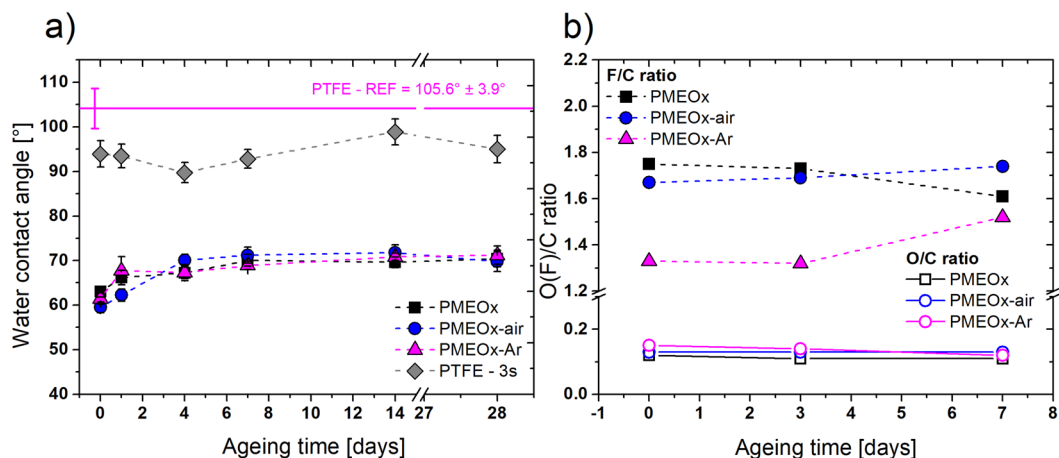 a)
110
100
90
80
70
60
50
40
Water contact angle [°]
PTFE - REF = 105.6° ± 3.9°
PMEOx
PMEOx-air
PMEOx-Ar
PTFE - 3s
0 2 4 6 8 10 12 14 27 28
Ageing time [days]
b)
2.2
2.0
1.8
1.6
1.4
1.2
0.2
0.0
O(F)/C ratio
F/C ratio
PMEOx
PMEOx-air
PMEOx-Ar
O/C ratio
PMEOx
PMEOx-air
PMEOx-Ar
-1 0 1 2 3 4 5 6 7 8
Ageing time [days]